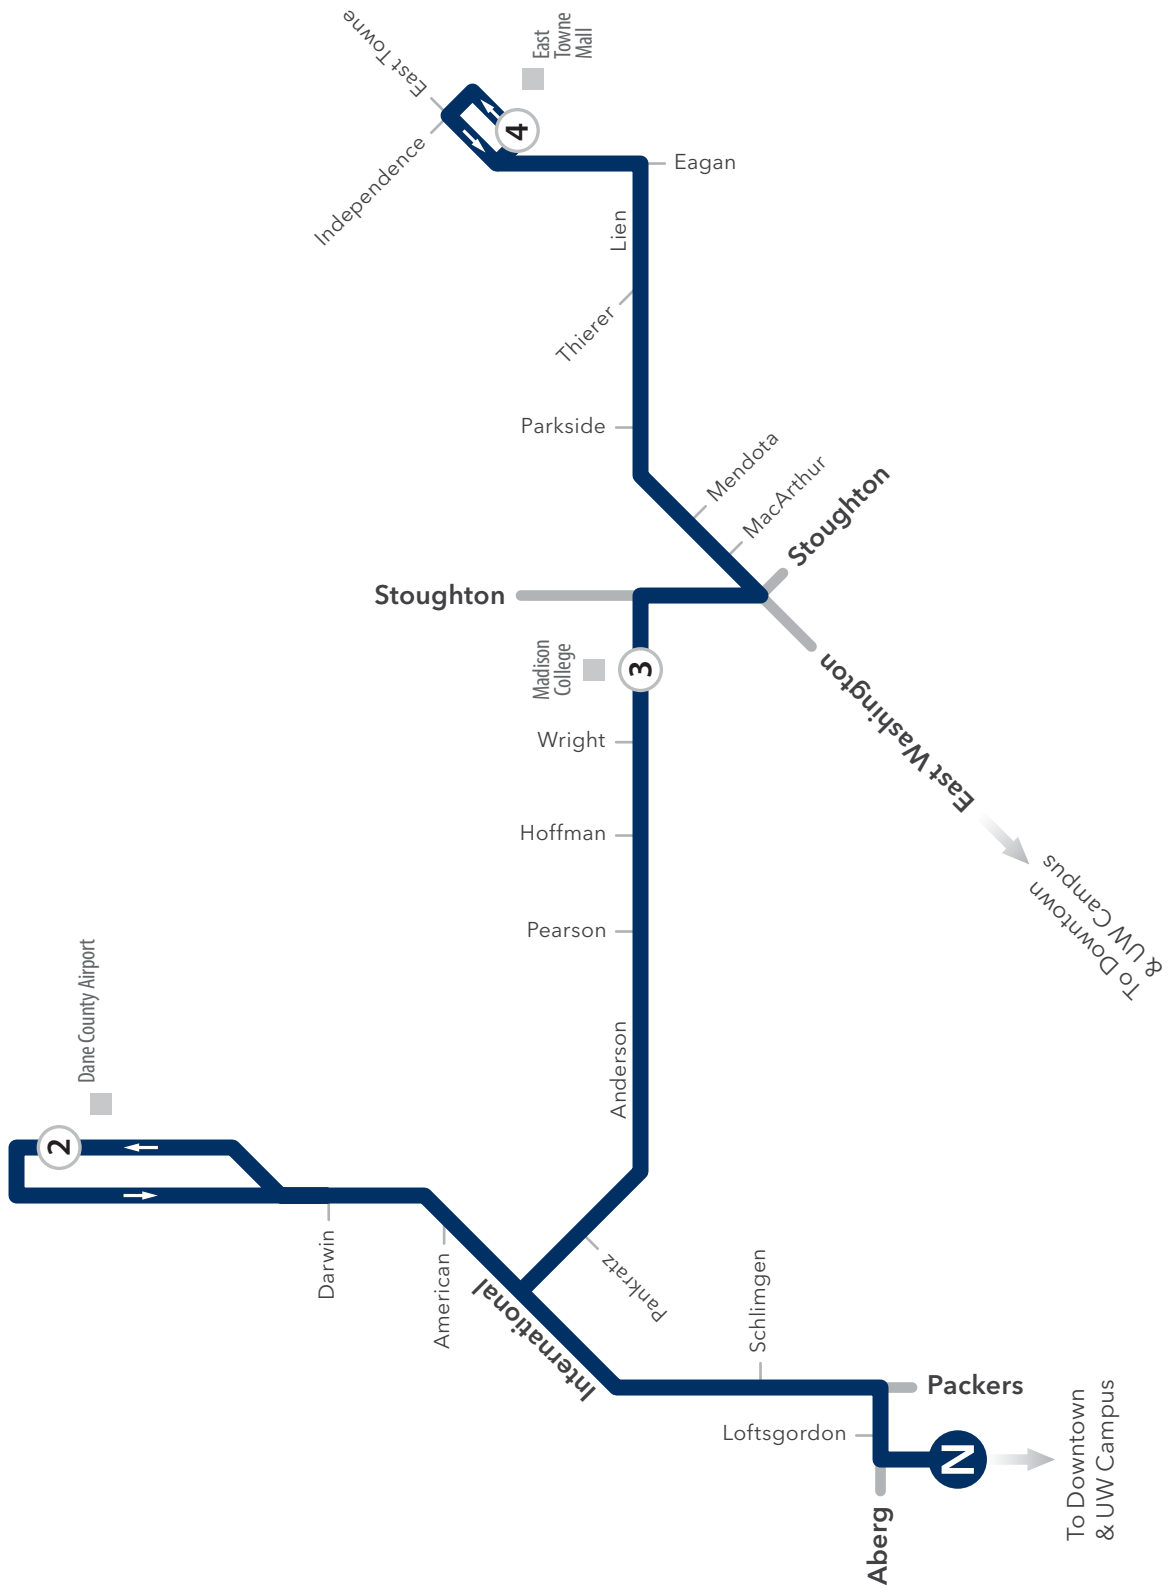 East Towne
East
Towne
Mall
Independence
4
Eagan
Lien
Thierer
Parkside
Mendota
MacArthur
Stoughton
Stoughton
Madison
College
3
East Washington
Wright
Hoffman
To Downtown
& UW Campus
Pearson
Dane County Airport
Anderson
2
Darwin
American
International
Pankratz
Schlimgen
Packers
Loftsgordon
N
To Downtown
& UW Campus
Aberg